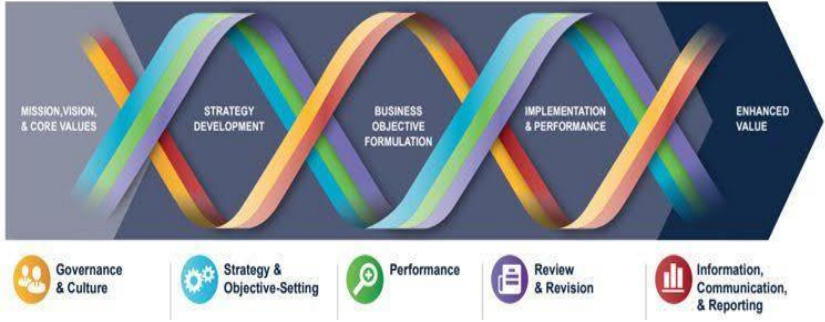 MISSION, VISION,
& CORE VALUES
STRATEGY
DEVELOPMENT
BUSINESS
OBJECTIVE
FORMULATION
IMPLEMENTATION
& PERFORMANCE
ENHANCED
VALUE
Governance
& Culture
Strategy &
Objective-Setting
Performance
Review
& Revision
Information,
Communication,
& Reporting